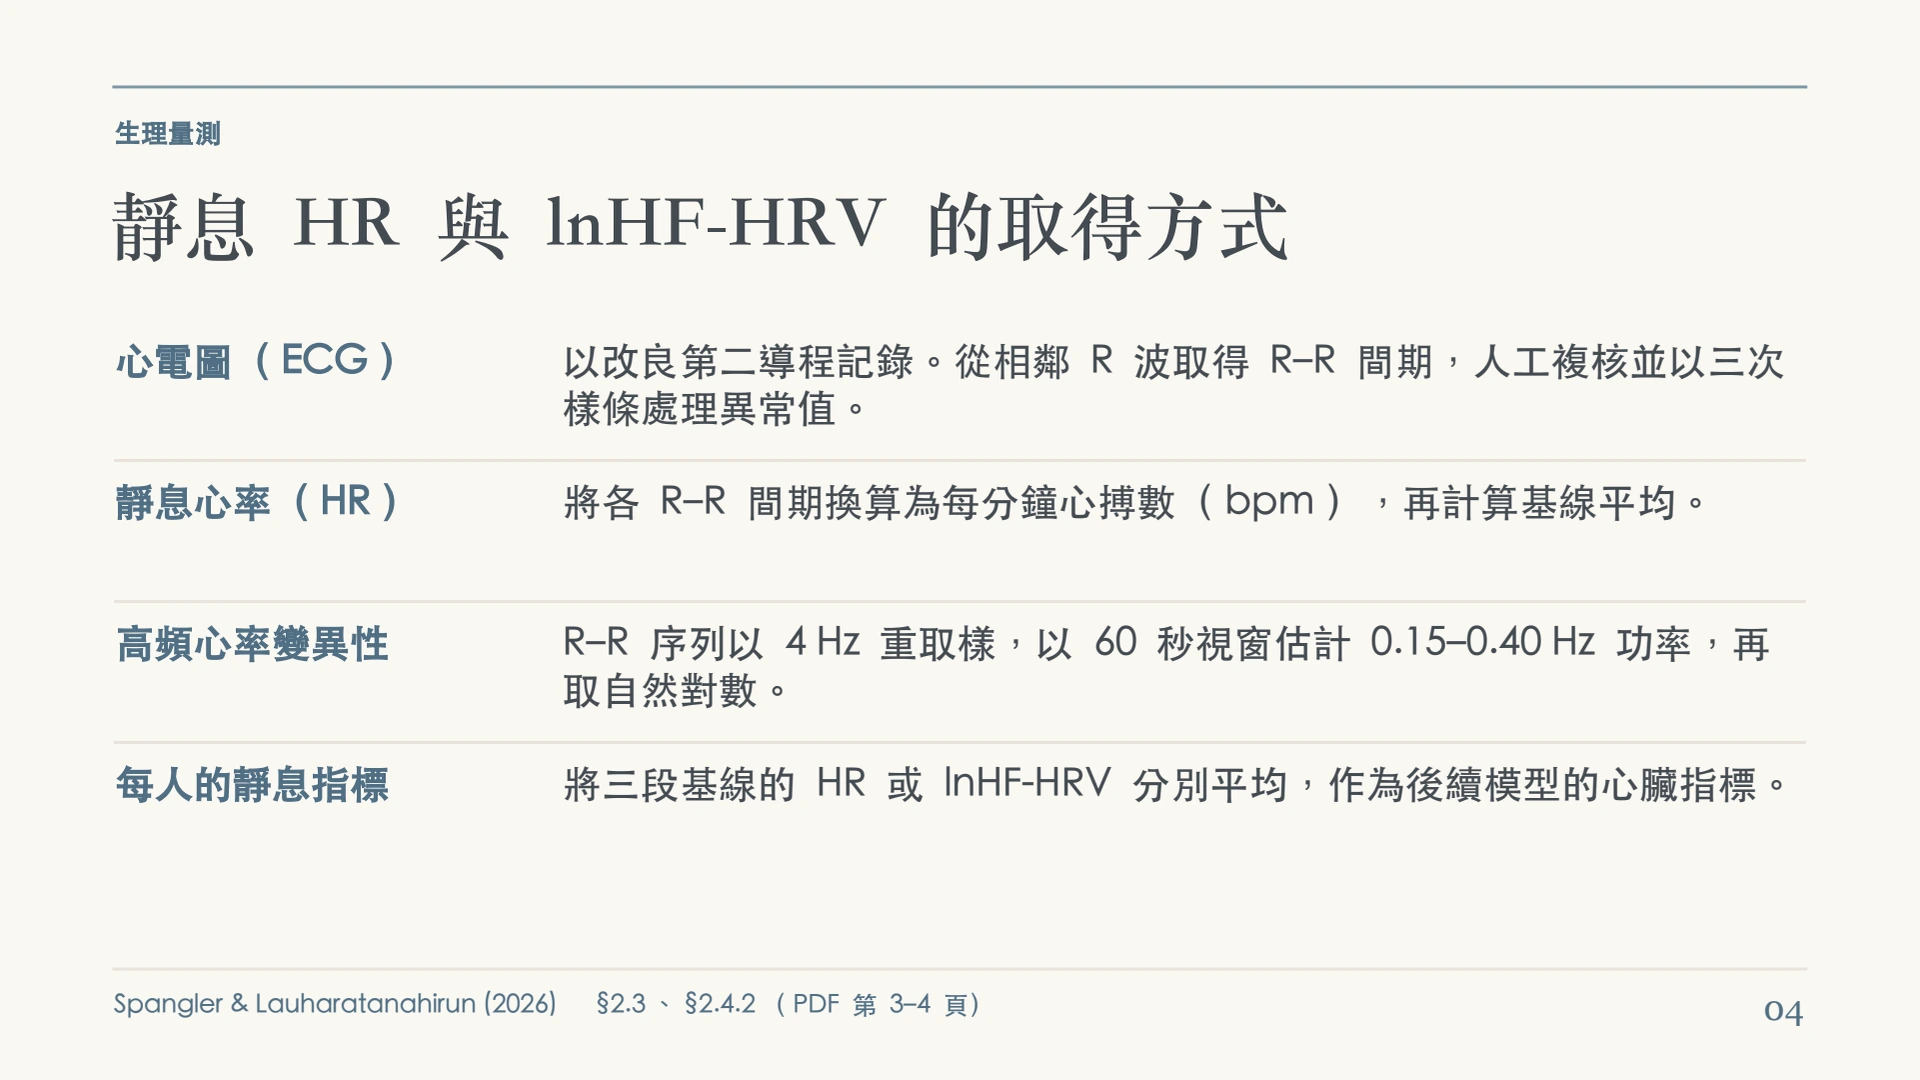 生理量測
靜息 HR 與 lnHF-HRV 的取得方式
心電圖（ECG）
以改良第二導程記錄。從相鄰 R 波取得 R–R 間期，人工複核並以三次
樣條處理異常值。
靜息心率（HR）
將各 R–R 間期換算為每分鐘心搏數（bpm），再計算基線平均。
高頻心率變異性
R–R 序列以 4 Hz 重取樣，以 60 秒視窗估計 0.15–0.40 Hz 功率，再
取自然對數。
每人的靜息指標
將三段基線的 HR 或 lnHF-HRV 分別平均，作為後續模型的心臟指標。
Spangler & Lauharatanahirun (2026) §2.3、§2.4.2（PDF 第 3–4 頁）
04